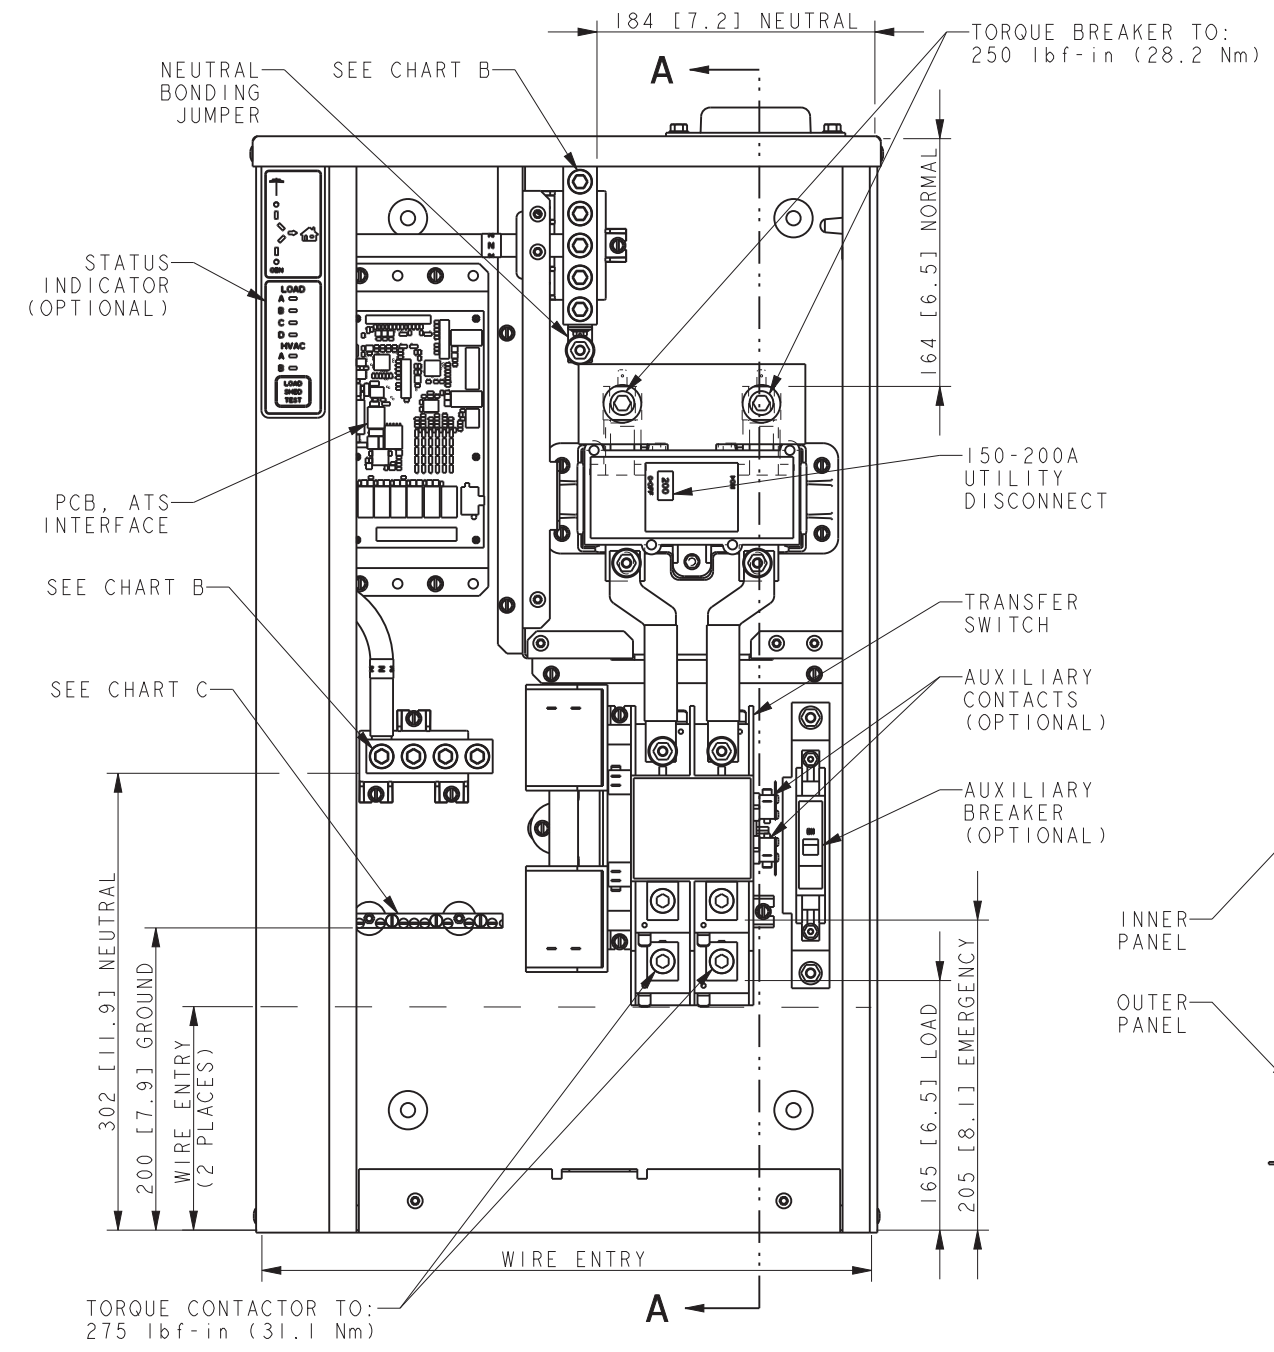 184 [7.2] NEUTRAL
TORQUE BREAKER TO:
250 lbf-in (28.2 Nm)
A
NEUTRAL
BONDING
JUMPER
SEE CHART B
164 [6.5] NORMAL
STATUS
INDICATOR
(OPTIONAL)
GEN
LOAD
A
B
C
D
HVAC
A
B
LOAD
SHED
TEST
N
PCB, ATS
INTERFACE
200
O-OFF
I-ON
150-200A
UTILITY
DISCONNECT
SEE CHART B
TRANSFER
SWITCH
N
SEE CHART C
AUXILIARY
CONTACTS
(OPTIONAL)
AUXILIARY
BREAKER
(OPTIONAL)
INNER
PANEL
OUTER
PANEL
302 [11.9] NEUTRAL
200 [7.9] GROUND
WIRE ENTRY
(2 PLACES)
165 [6.5] LOAD
205 [8.1] EMERGENCY
WIRE ENTRY
A
TORQUE CONTACTOR TO:
275 lbf-in (31.1 Nm)